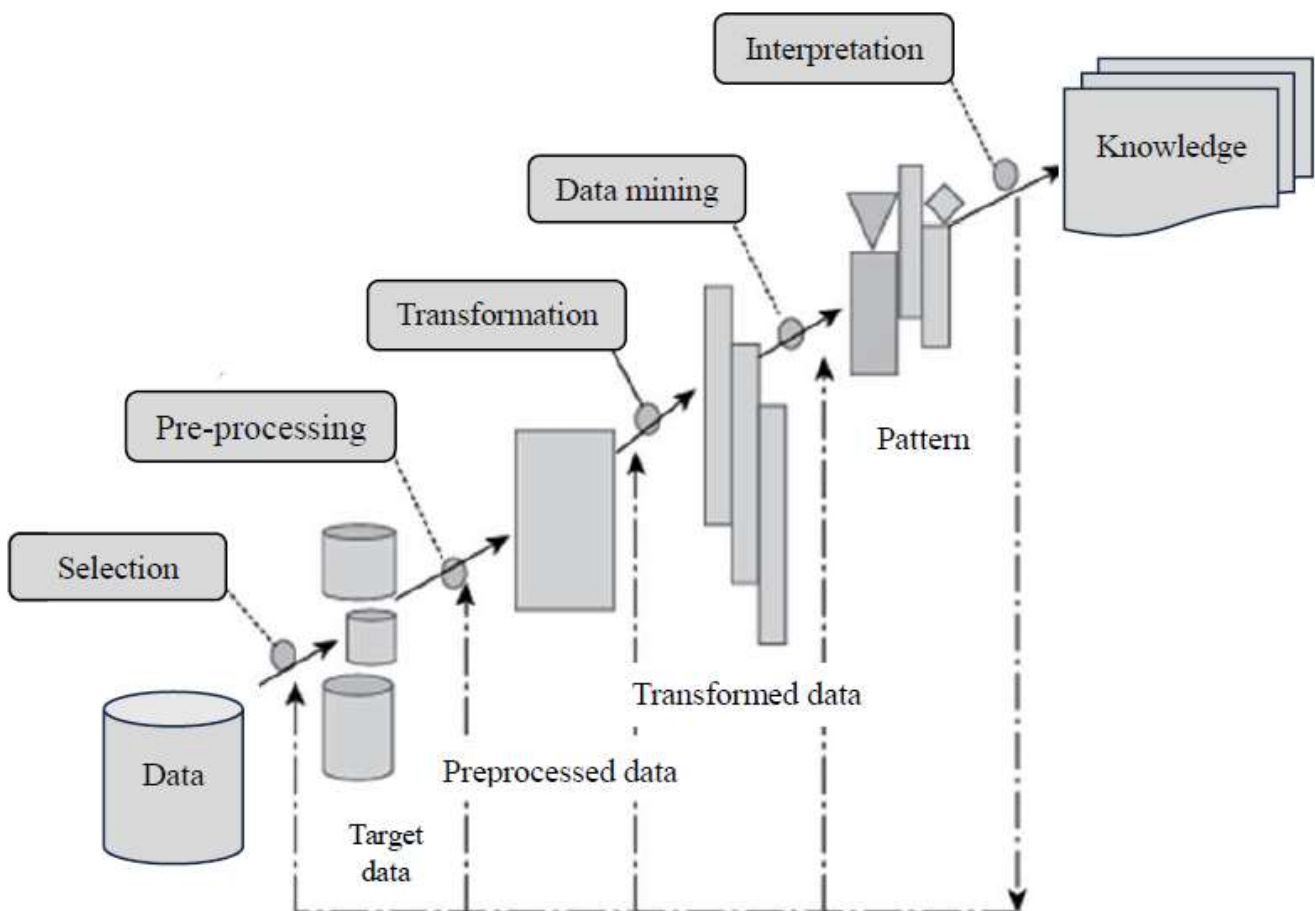 Interpretation
Knowledge
Data mining
Transformation
Pre-processing
Pattern
Selection
Transformed data
Preprocessed data
Data
Target
data